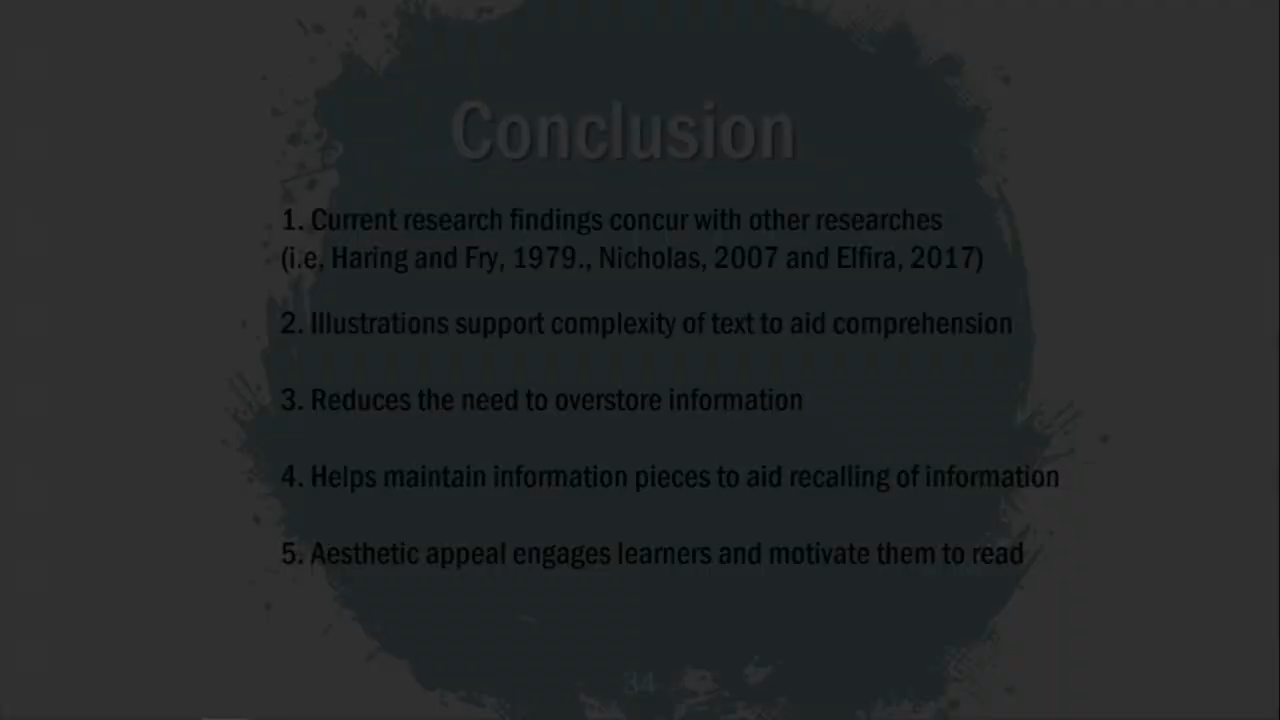 Conclusion
1. Current research findings concur with other researches
(i.e, Haring and Fry, 1979., Nicholas, 2007 and Elfira, 2017)
2. Illustrations support complexity of text to aid comprehension
3. Reduces the need to overstore information
4. Helps maintain information pieces to aid recalling of information
5. Aesthetic appeal engages learners and motivate them to read
34